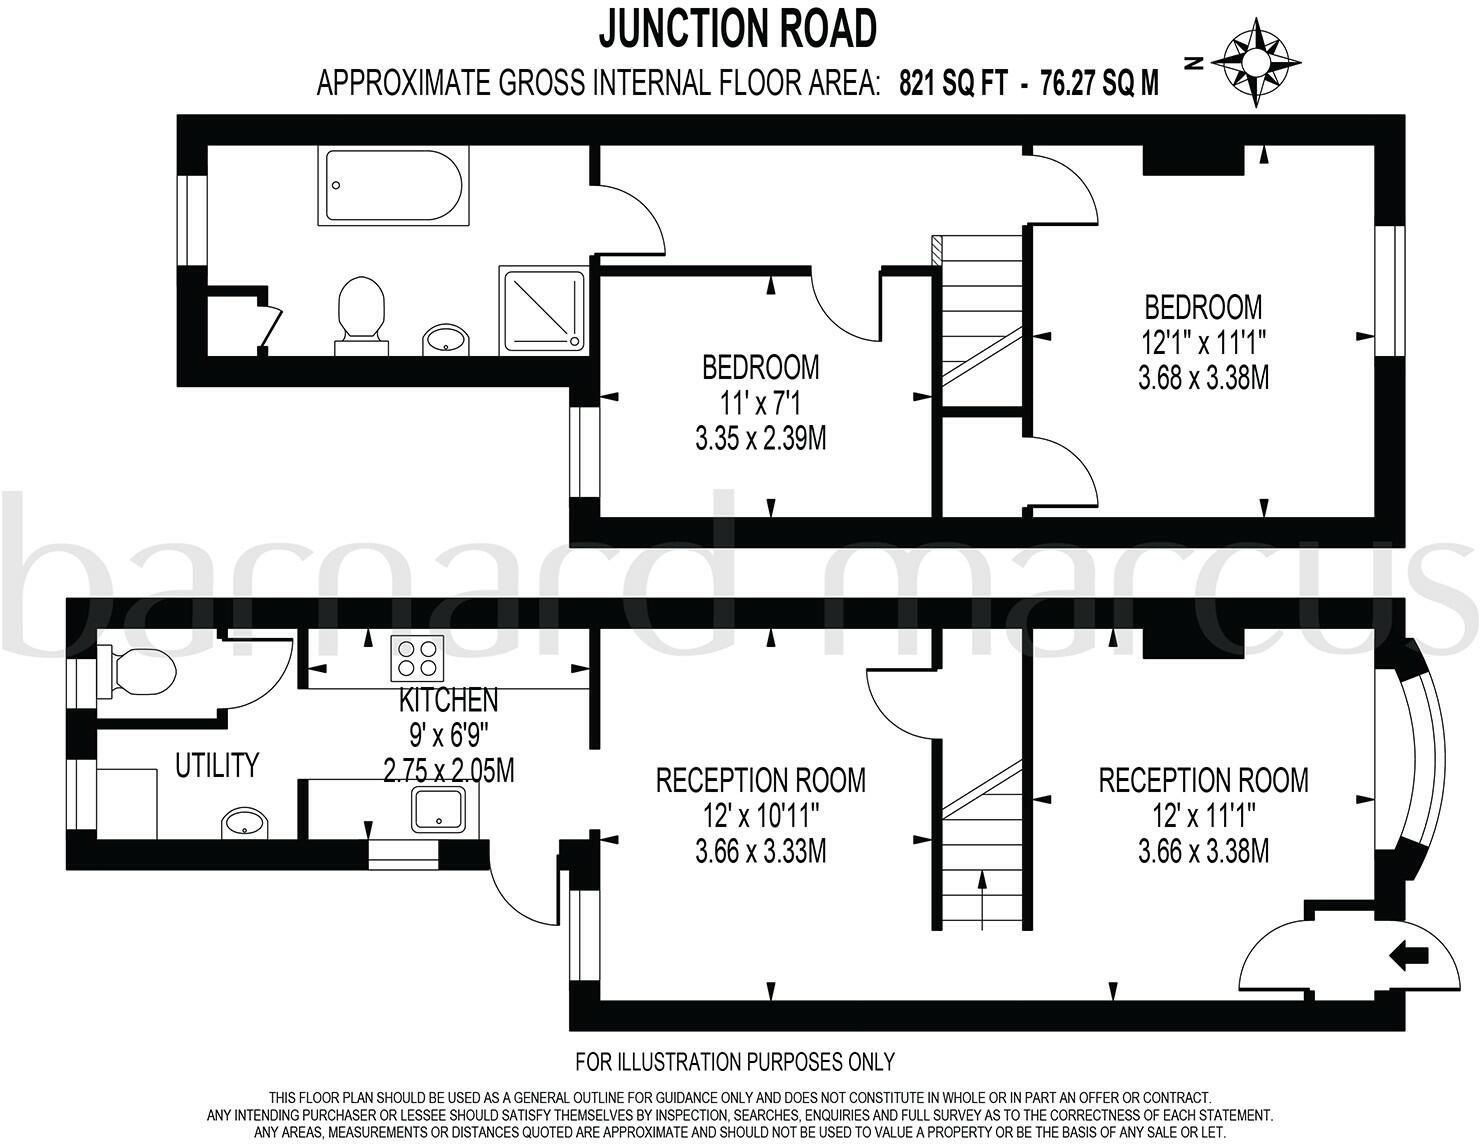 JUNCTION ROAD
APPROXIMATE GROSS INTERNAL FLOOR AREA: 821 SQ FT - 76.27 SQ M
N
BEDROOM
12'1" x 11'1"
3.68 x 3.38M
BEDROOM
11' x 7'1
3.35 x 2.39M
barnard marcus
KITCHEN
9' x 6'9"
2.75 x 2.05M
UTILITY
RECEPTION ROOM
12' x 10'11"
3.66 x 3.33M
RECEPTION ROOM
12' x 11'1"
3.66 x 3.38M
FOR ILLUSTRATION PURPOSES ONLY
THIS FLOOR PLAN SHOULD BE USED AS A GENERAL OUTLINE FOR GUIDANCE ONLY AND DOES NOT CONSTITUTE IN WHOLE OR IN PART AN OFFER OR CONTRACT.
ANY INTENDING PURCHASER OR LESSEE SHOULD SATISFY THEMSELVES BY INSPECTION, SEARCHES, ENQUIRIES AND FULL SURVEY AS TO THE CORRECTNESS OF EACH STATEMENT.
ANY AREAS, MEASUREMENTS OR DISTANCES QUOTED ARE APPROXIMATE AND SHOULD NOT BE USED TO VALUE A PROPERTY OR BE THE BASIS OF ANY SALE OR LET.